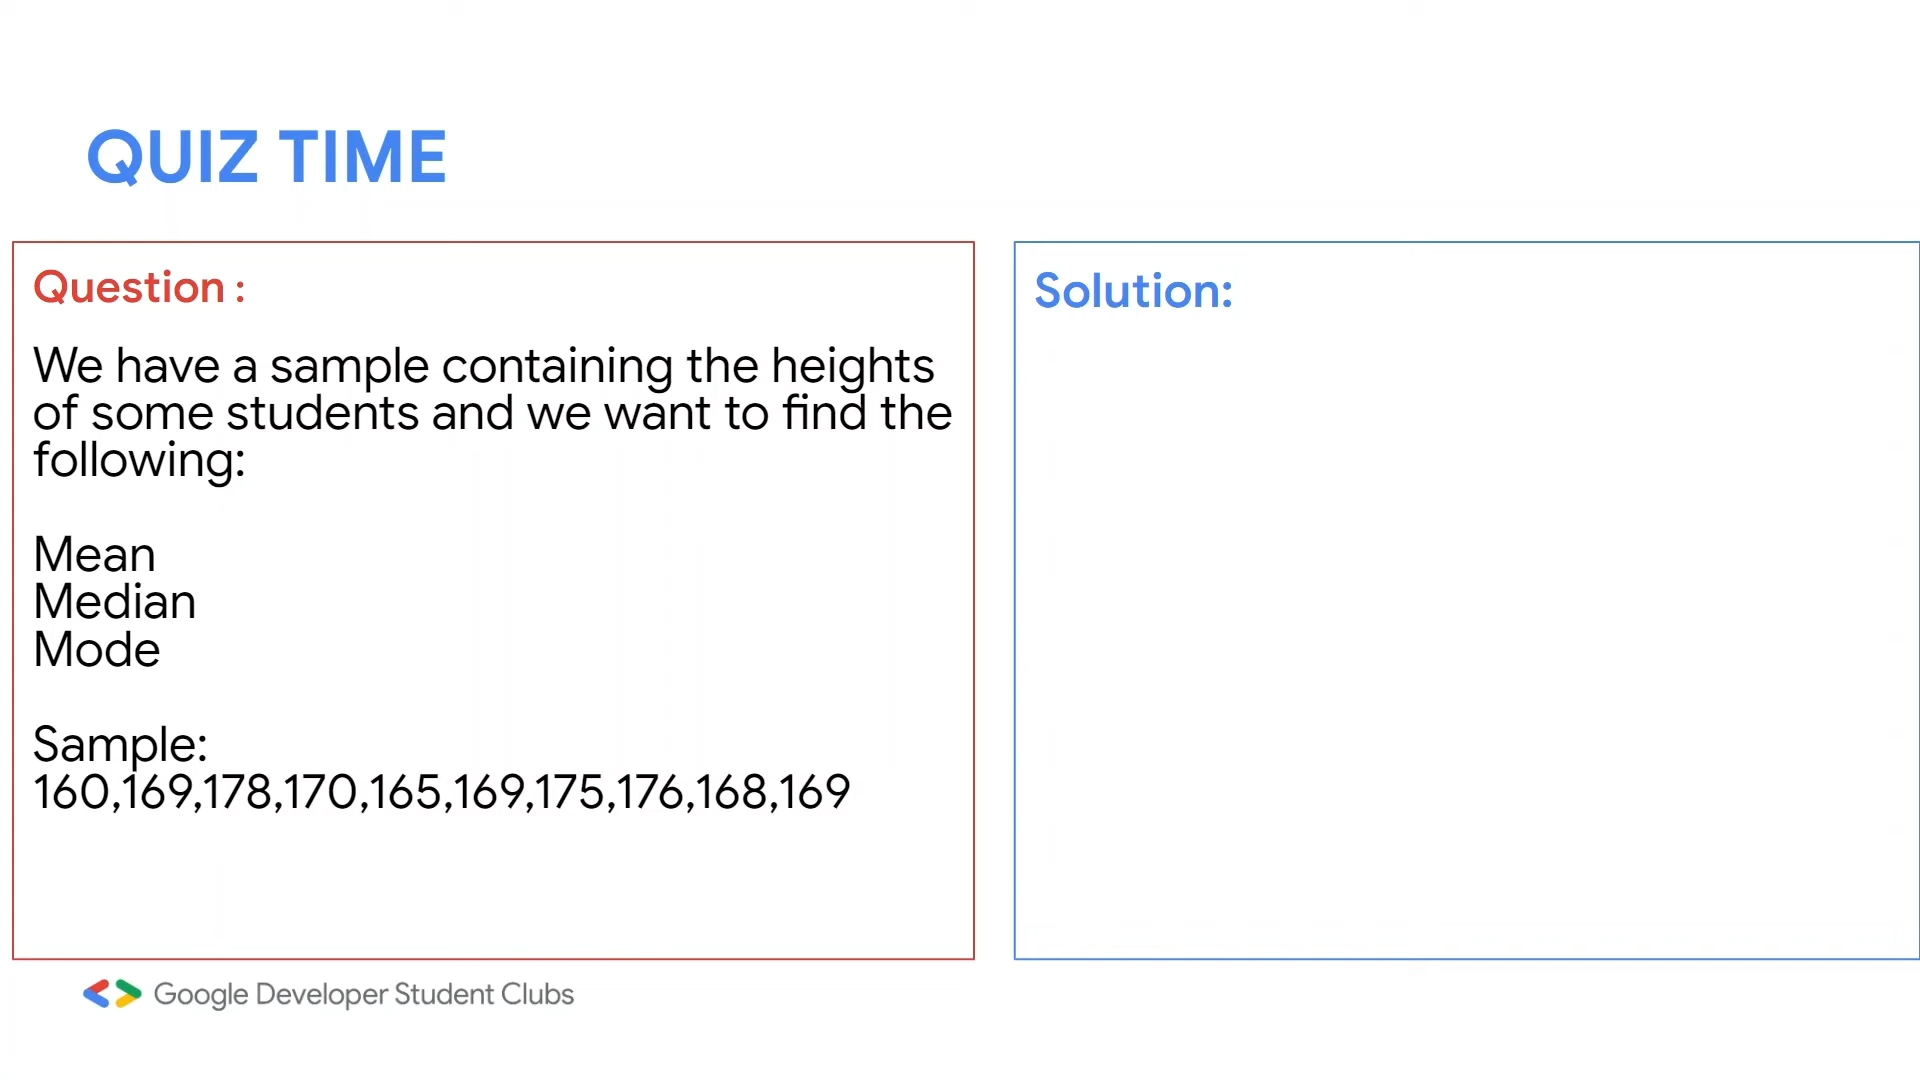 QUIZ TIME
Question :
We have a sample containing the heights
of some students and we want to find the
following:
Mean
Median
Mode
Sample:
160,169,178,170,165,169,175,176,168,169
Solution:
Google Developer Student Clubs